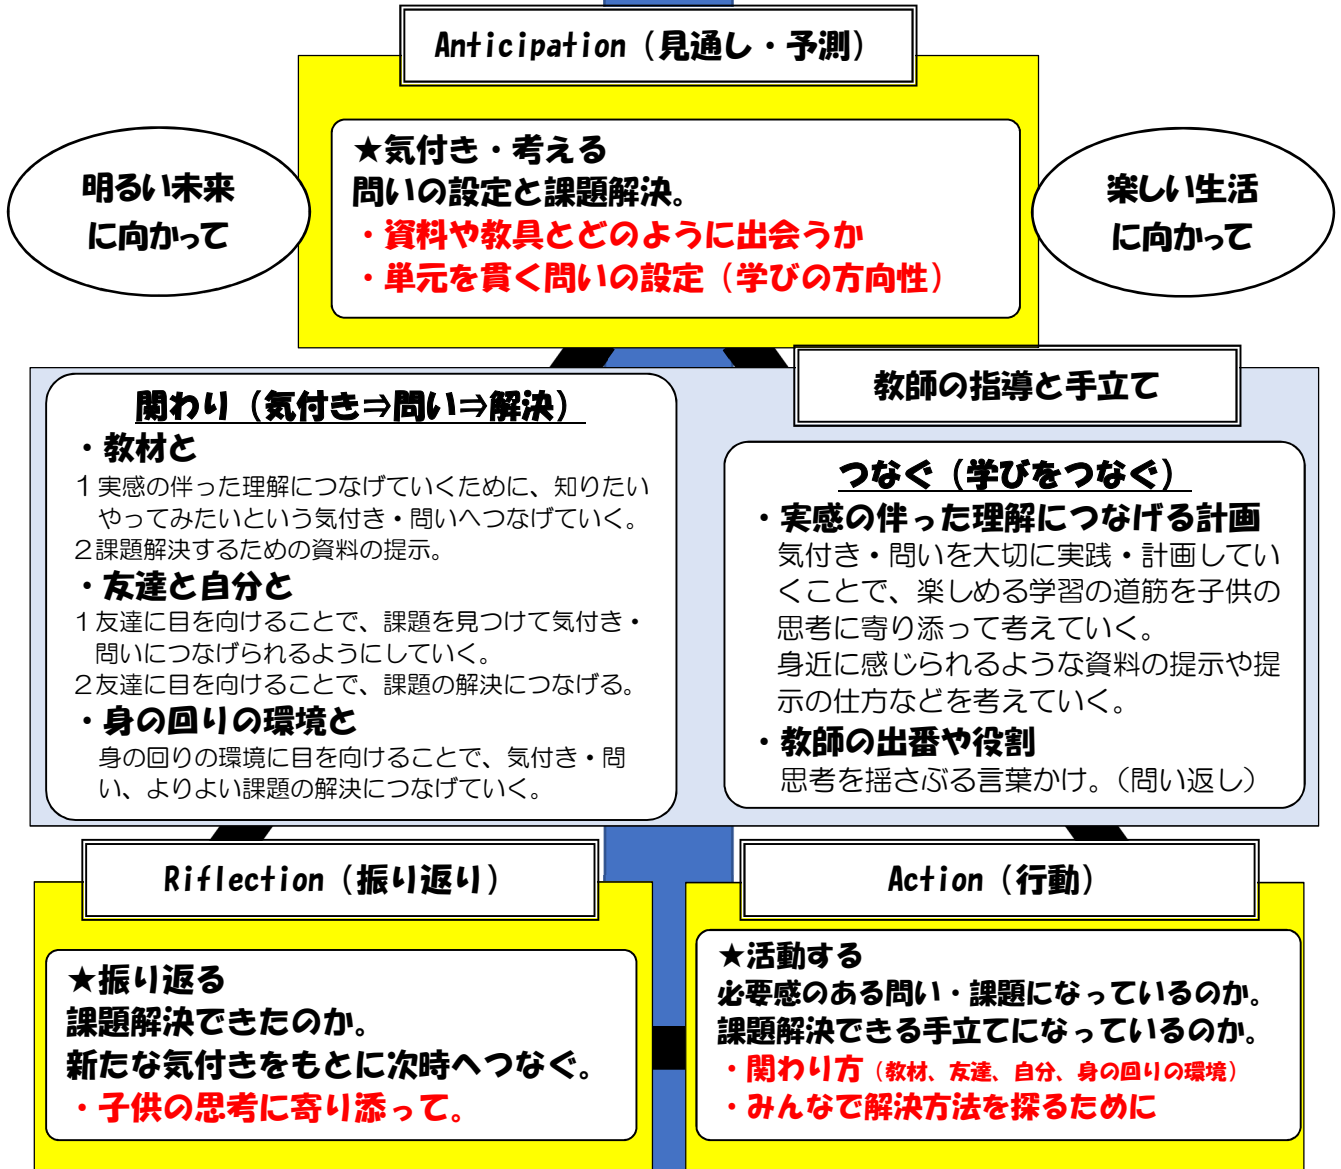 Anticipation（見通し・予測）
★気付き・考える
問いの設定と課題解決。
・資料や教具とどのように出会うか
・単元を貫く問いの設定（学びの方向性）
明るい未来
に向かって
楽しい生活
に向かって
関わり（気付き⇒問い⇒解決）
・教材と
1 実感の伴った理解につなげていくために、知りたい
やってみたいという気付き・問いへつなげていく。
２課題解決するための資料の提示。
・友達と自分と
1 友達に目を向けることで、課題を見つけて気付き・
問いにつなげられるようにしていく。
２友達に目を向けることで、課題の解決につなげる。
・身の回りの環境と
身の回りの環境に目を向けることで、気付き・問
い、よりよい課題の解決につなげていく。
教師の指導と手立て
つなぐ（学びをつなぐ）
・実感の伴った理解につなげる計画
気付き・問いを大切に実践・計画してい
くことで、楽しめる学習の道筋を子供の
思考に寄り添って考えていく。
身近に感じられるような資料の提示や提
示の仕方などを考えていく。
・教師の出番や役割
思考を揺さぶる言葉かけ。（問い返し）
Riflection（振り返り）
★振り返る
課題解決できたのか。
新たな気付きをもとに次時へつなぐ。
・子供の思考に寄り添って。
Action（行動）
★活動する
必要感のある問い・課題になっているのか。
課題解決できる手立てになっているのか。
・関わり方（教材、友達、自分、身の回りの環境）
・みんなで解決方法を探るために